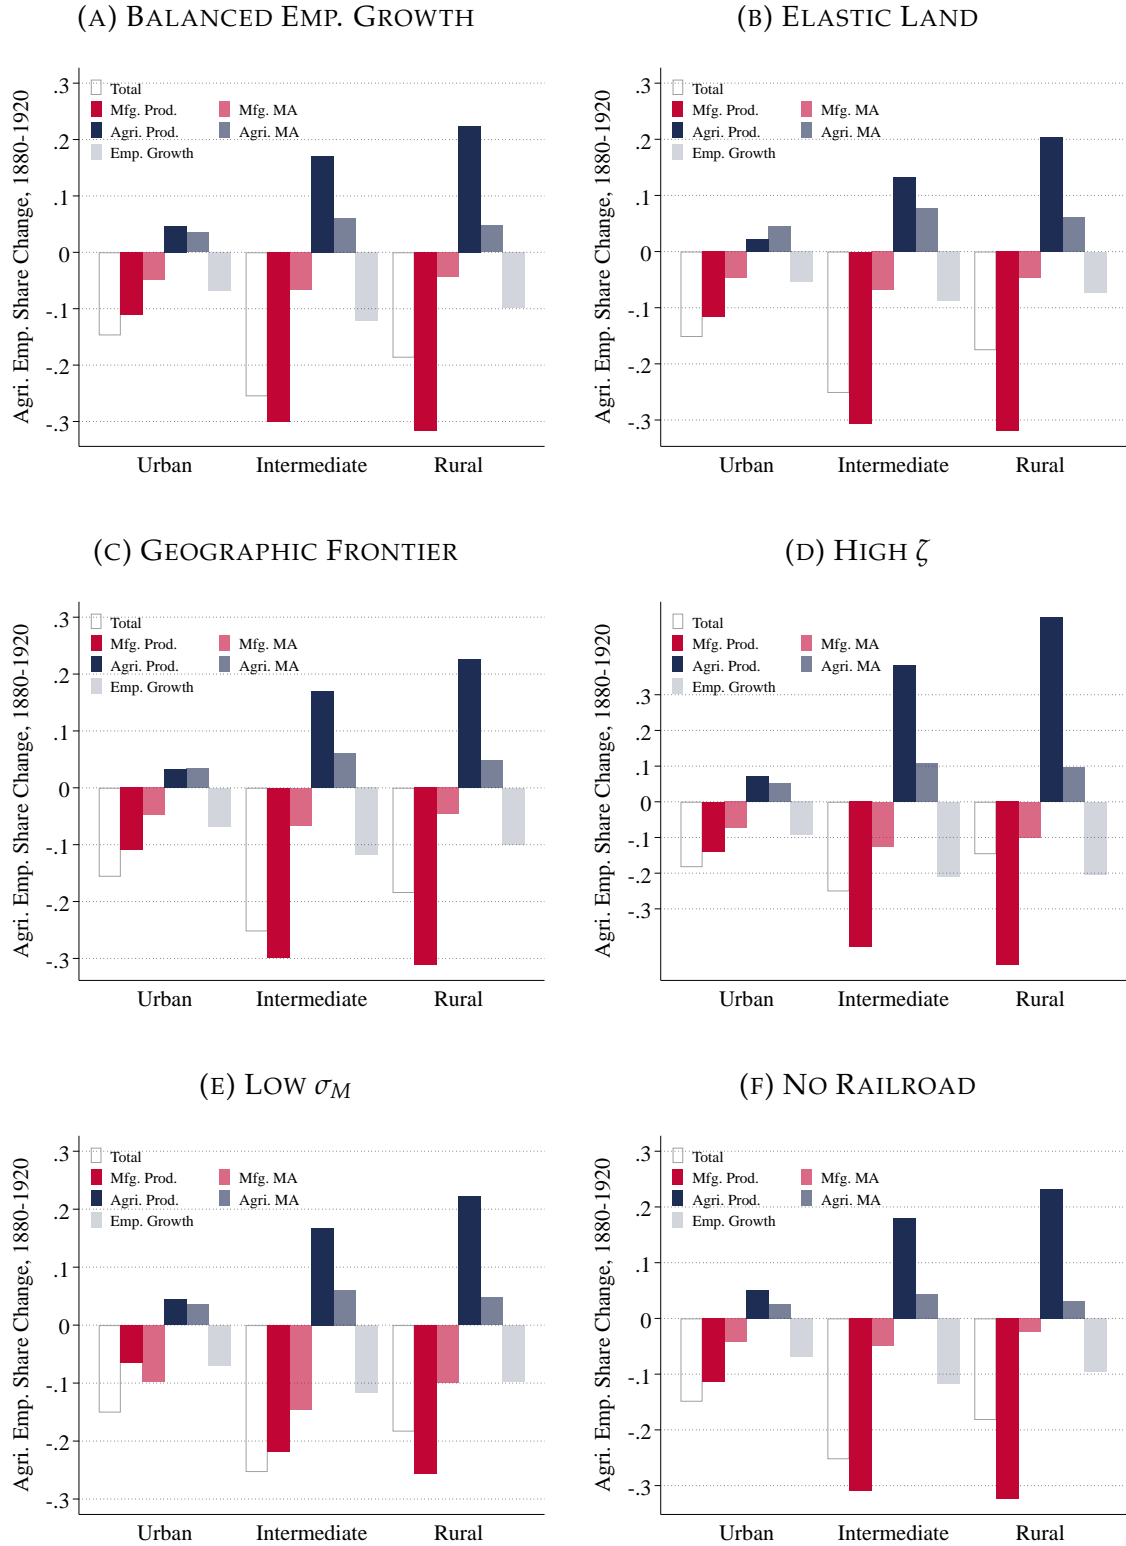 (A) BALANCED EMP. GROWTH
Agri. Emp. Share Change, 1880-1920
.3
.2
.1
0
-.1
-.2
-.3
Total
Mfg. Prod. Mfg. MA
Agri. Prod. Agri. MA
Emp. Growth
Urban Intermediate Rural
(B) ELASTIC LAND
Agri. Emp. Share Change, 1880-1920
.3
.2
.1
0
-.1
-.2
-.3
Total
Mfg. Prod. Mfg. MA
Agri. Prod. Agri. MA
Emp. Growth
Urban Intermediate Rural
(C) GEOGRAPHIC FRONTIER
Agri. Emp. Share Change, 1880-1920
.3
.2
.1
0
-.1
-.2
-.3
Total
Mfg. Prod. Mfg. MA
Agri. Prod. Agri. MA
Emp. Growth
Urban Intermediate Rural
(D) HIGH ζ
Agri. Emp. Share Change, 1880-1920
.3
.2
.1
0
-.1
-.2
-.3
Total
Mfg. Prod. Mfg. MA
Agri. Prod. Agri. MA
Emp. Growth
Urban Intermediate Rural
(E) LOW σM
Agri. Emp. Share Change, 1880-1920
.3
.2
.1
0
-.1
-.2
-.3
Total
Mfg. Prod. Mfg. MA
Agri. Prod. Agri. MA
Emp. Growth
Urban Intermediate Rural
(F) NO RAILROAD
Agri. Emp. Share Change, 1880-1920
.3
.2
.1
0
-.1
-.2
-.3
Total
Mfg. Prod. Mfg. MA
Agri. Prod. Agri. MA
Emp. Growth
Urban Intermediate Rural